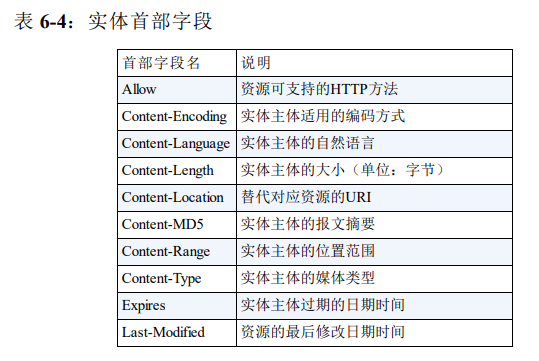 表 6-4：实体首部字段
首部字段名 说明
Allow 资源可支持的HTTP方法
Content-Encoding 实体主体适用的编码方式
Content-Language 实体主体的自然语言
Content-Length 实体主体的大小（单位：字节）
Content-Location 替代对应资源的URI
Content-MD5 实体主体的报文摘要
Content-Range 实体主体的位置范围
Content-Type 实体主体的媒体类型
Expires 实体主体过期的日期时间
Last-Modified 资源的最后修改日期时间